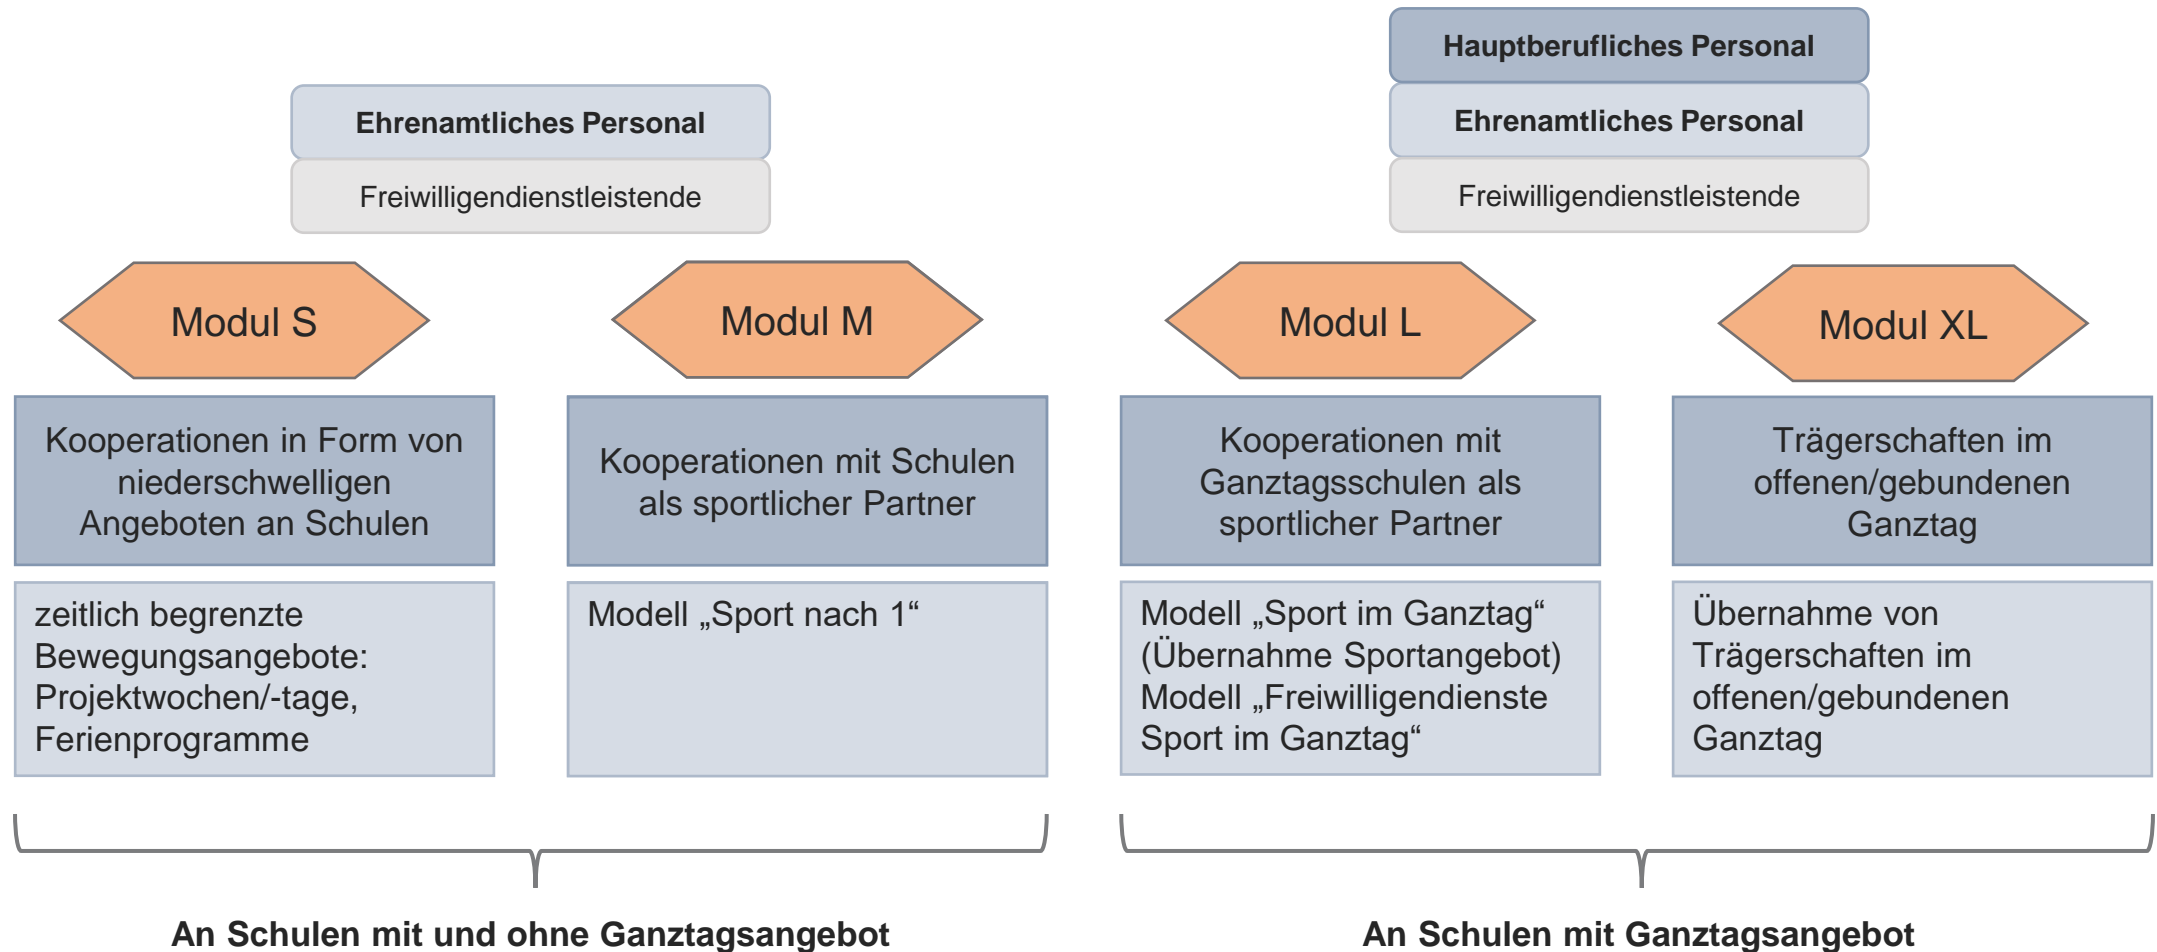 Ehrenamtliches Personal
Freiwilligendienstleistende
Hauptberufliches Personal
Ehrenamtliches Personal
Freiwilligendienstleistende
Modul S
Kooperationen in Form von
niederschwelligen
Angeboten an Schulen
zeitlich begrenzte
Bewegungsangebote:
Projektwochen/-tage,
Ferienprogramme
Modul M
Kooperationen mit Schulen
als sportlicher Partner
Modell „Sport nach 1“
Modul L
Kooperationen mit
Ganztagsschulen als
sportlicher Partner
Modell „Sport im Ganztag“
(Übernahme Sportangebot)
Modell „Freiwilligendienste
Sport im Ganztag“
Modul XL
Trägerschaften im
offenen/gebundenen
Ganztag
Übernahme von
Trägerschaften im
offenen/gebundenen
Ganztag
An Schulen mit und ohne Ganztagsangebot
An Schulen mit Ganztagsangebot